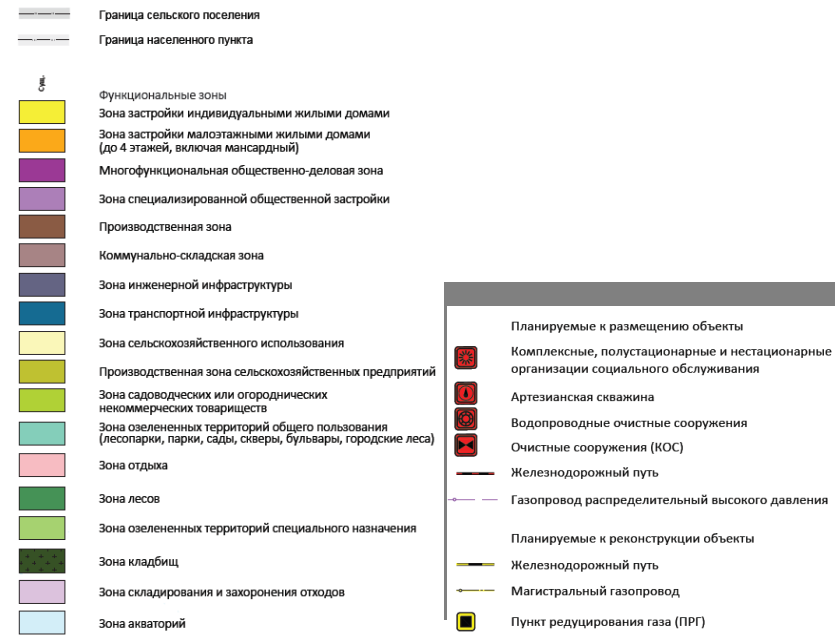 Граница сельского поселения
Граница населенного пункта
Сущ.
Функциональные зоны
Зона застройки индивидуальными жилыми домами
Зона застройки малоэтажными жилыми домами
(до 4 этажей, включая мансардный)
Многофункциональная общественно-деловая зона
Зона специализированной общественной застройки
Производственная зона
Коммунально-складская зона
Зона инженерной инфраструктуры
Зона транспортной инфраструктуры
Зона сельскохозяйственного использования
Производственная зона сельскохозяйственных предприятий
Зона садоводческих или огороднических
некоммерческих товариществ
Зона озелененных территорий общего пользования
(лесопарки, парки, сады, скверы, бульвары, городские леса)
Зона отдыха
Зона лесов
Зона озелененных территорий специального назначения
Зона кладбищ
Зона складирования и захоронения отходов
Зона акваторий
Планируемые к размещению объекты
Комплексные, полустационарные и нестационарные
организации социального обслуживания
Артезианская скважина
Водопроводные очистные сооружения
Очистные сооружения (КОС)
Железнодорожный путь
Газопровод распределительный высокого давления
Планируемые к реконструкции объекты
Железнодорожный путь
Магистральный газопровод
Пункт редуцирования газа (ПРГ)